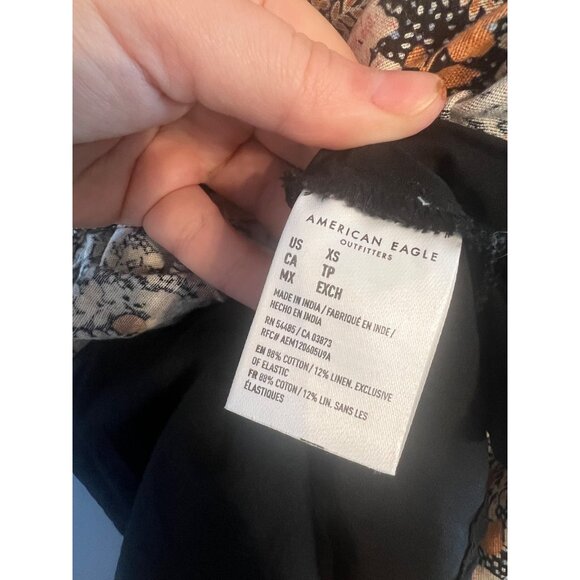 AMERICAN EAGLE
OUTFITTERS
US XS
CA TP
MX EXCH
MADE IN INDIA / FABRIQUÉ EN INDE /
HECHO EN INDIA
RN 54485 / CA 03873
RFC# AEM120605U9A
EN 88% COTTON / 12% LINEN. EXCLUSIVE
OF ELASTIC
FR 88% COTON / 12% LIN. SANS LES
ÉLASTIQUES